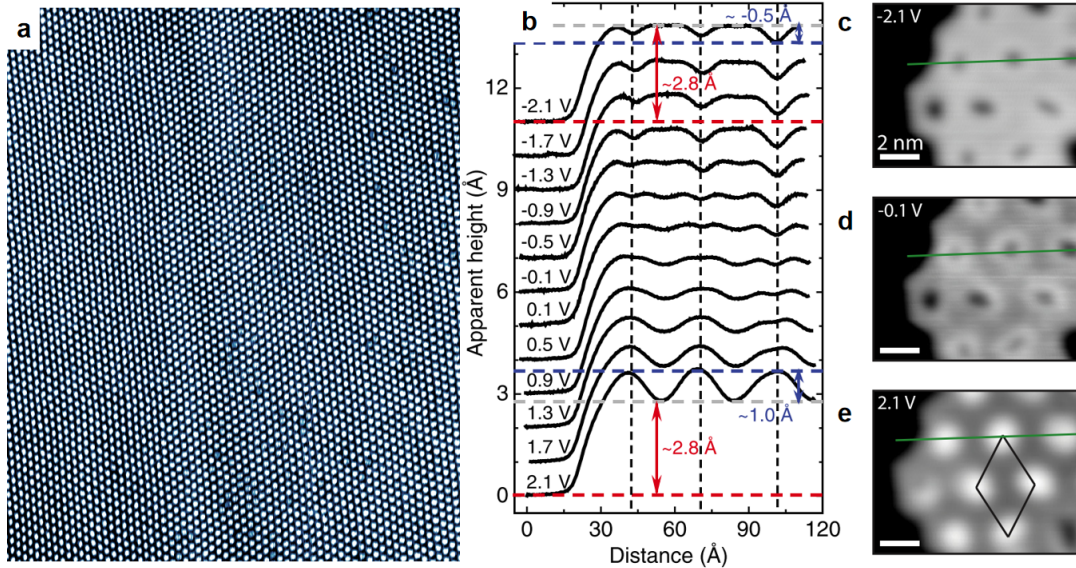 a
b
~ -0.5 Å
~2.8 Å
-2.1 V
-1.7 V
-1.3 V
-0.9 V
-0.5 V
-0.1 V
0.1 V
0.5 V
0.9 V
1.3 V
1.7 V
2.1 V
~1.0 Å
~2.8 Å
12
9
6
3
0
Apparent height (Å)
0 30 60 90 120
Distance (Å)
c
-2.1 V
2 nm
d
-0.1 V
e
2.1 V